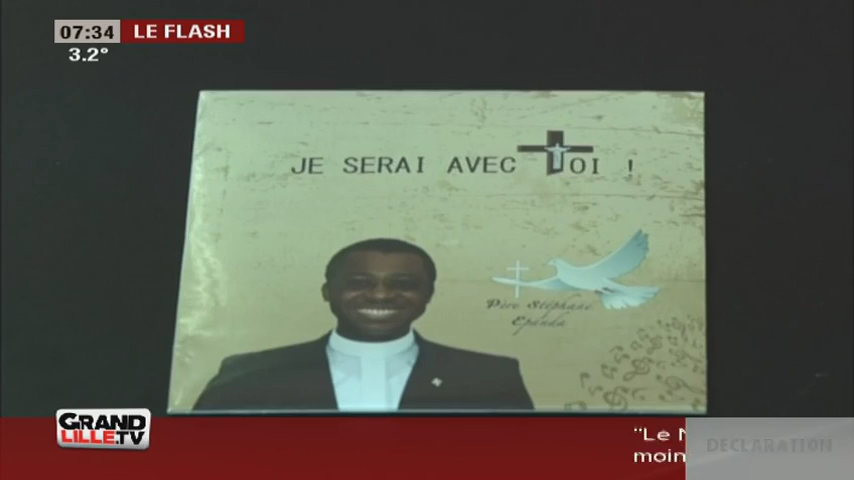 07:34 LE FLASH
3.2°
JE SERAI AVEC TOI !
Père Stéphane
Epanda
GRAND
LILLE.TV
"Le
moin
DECLARATION